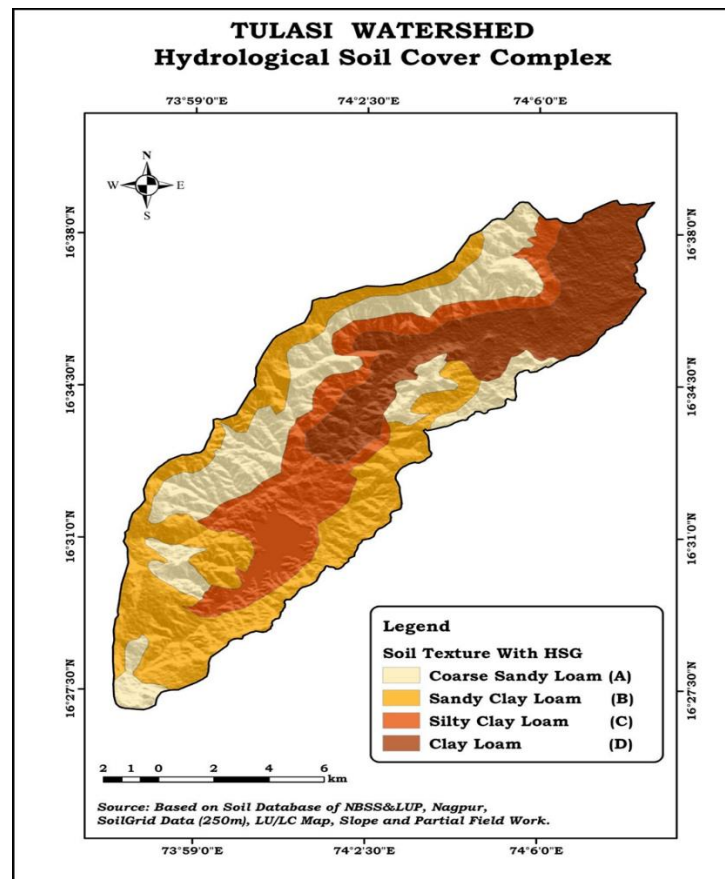 TULASI WATERSHED
Hydrological Soil Cover Complex
73°59'0"E 74°2'30"E 74°6'0"E
N
W E
S
16°38'0"N 16°38'0"N
16°34'30"N 16°34'30"N
16°31'0"N 16°31'0"N
16°27'30"N 16°27'30"N
Legend
Soil Texture With HSG
Coarse Sandy Loam (A)
Sandy Clay Loam (B)
Silty Clay Loam (C)
Clay Loam (D)
2 1 0 2 4 6
km
Source: Based on Soil Database of NBSS&LUP, Nagpur,
SoilGrid Data (250m), LU/LC Map, Slope and Partial Field Work.
73°59'0"E 74°2'30"E 74°6'0"E